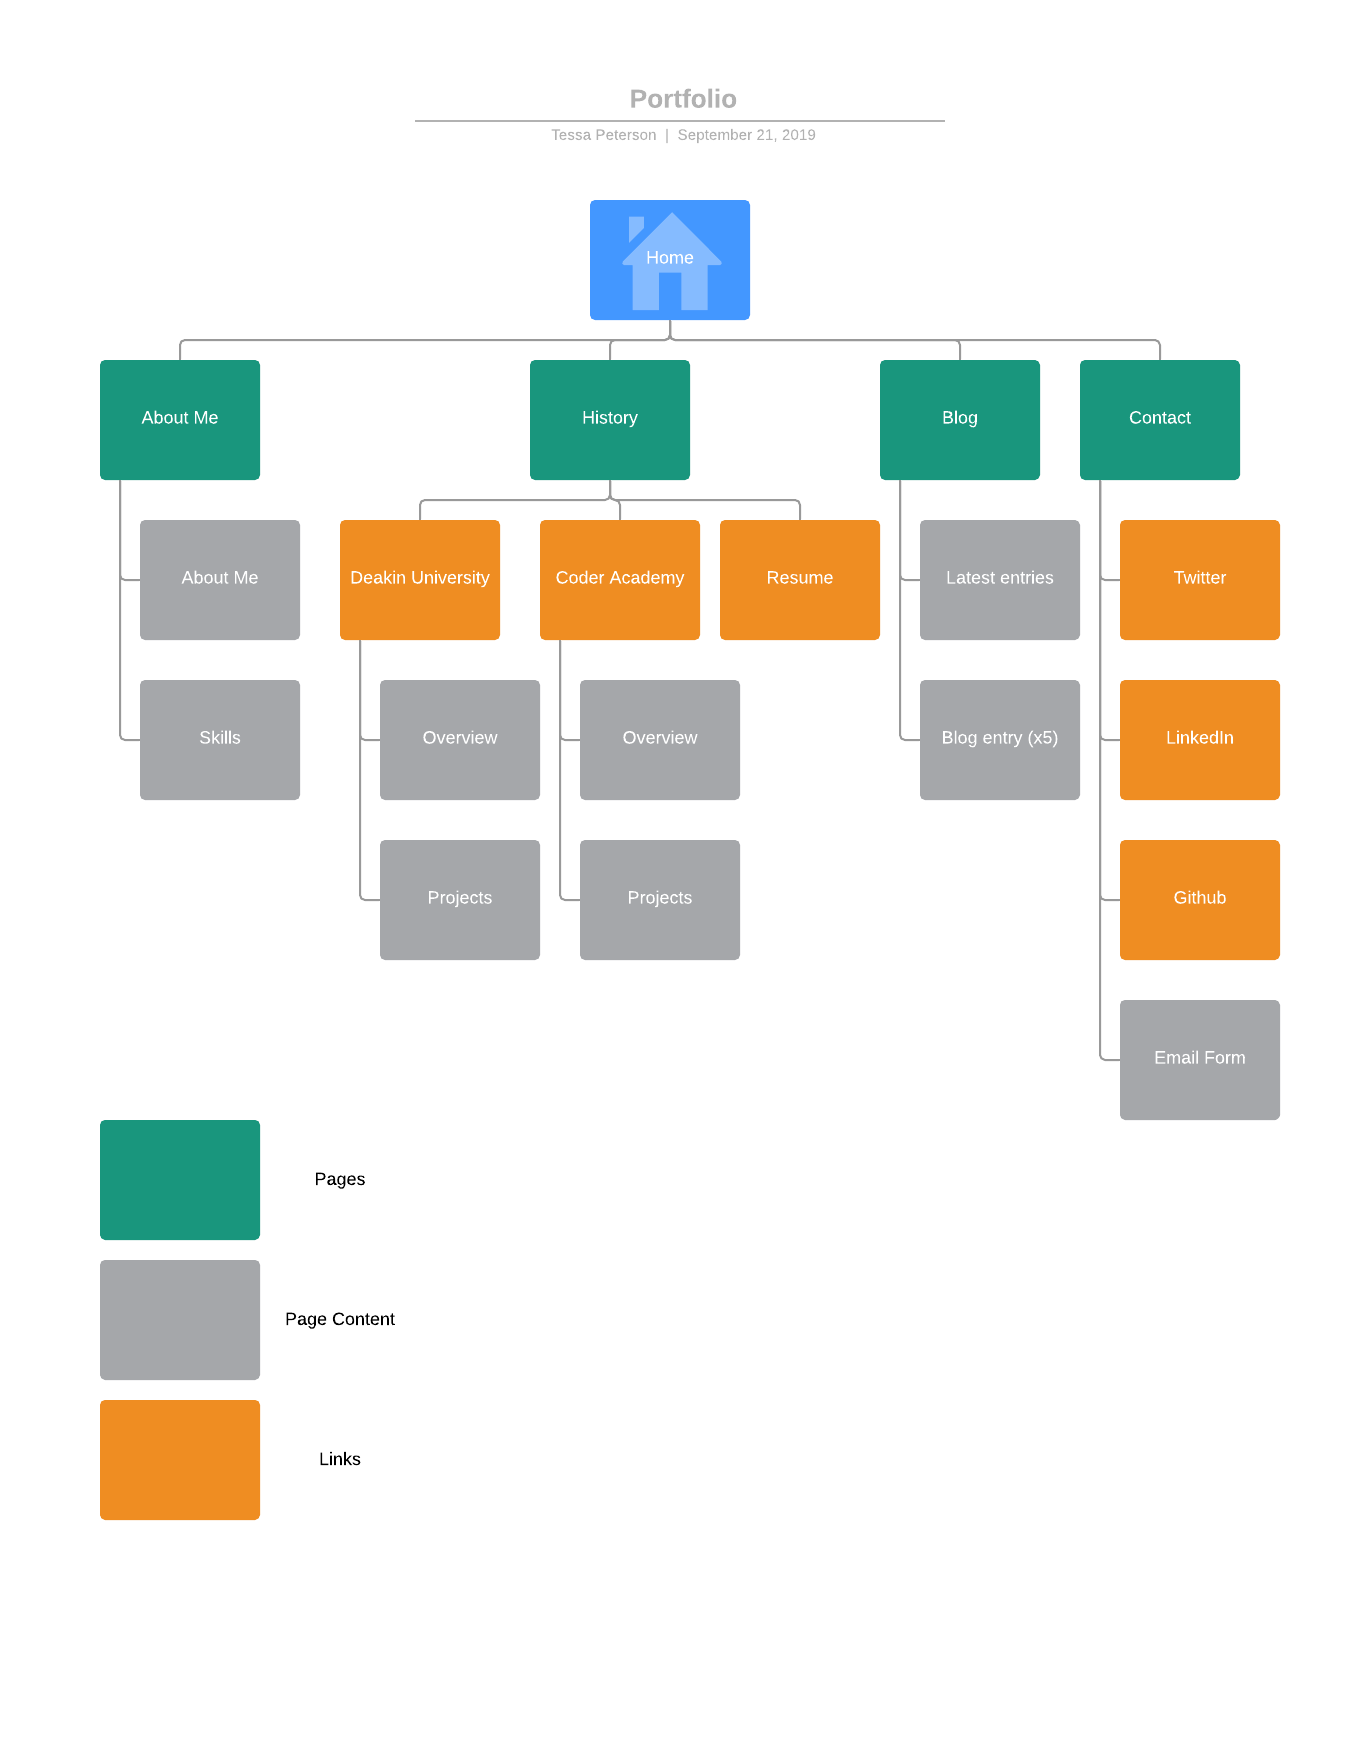 Portfolio
Tessa Peterson | September 21, 2019
Home
About Me
History
Blog
Contact
About Me
Deakin University
Coder Academy
Resume
Latest entries
Twitter
Skills
Overview
Overview
Blog entry (x5)
LinkedIn
Projects
Projects
Github
Email Form
Pages
Page Content
Links